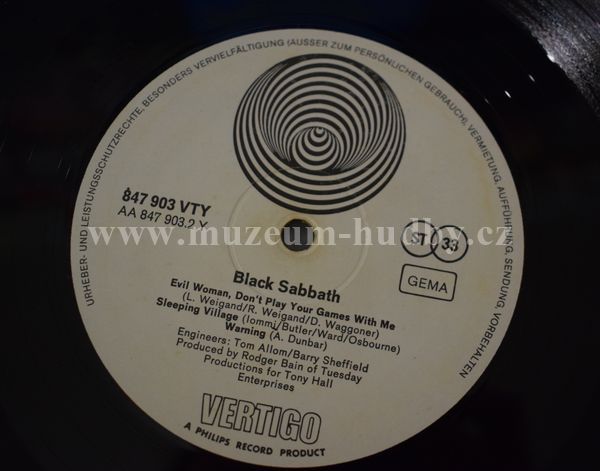 URHEBER- UND LEISTUNGSSCHUTZRECHTE, BESONDERS VERVIELFÄLTIGUNG (AUSSER ZUM PERSÖNLICHEN GEBRAUCH), VERMIETUNG, AUFFÜHRUNG, SENDUNG, VORBEHALTEN
847 903 VTY
AA 847 903.2 Y
ST 33
GEMA
www.muzeum-hudby.cz
Black Sabbath
Evil Woman, Don't Play Your Games With Me
(L. Weigand/R. Weigand/D. Waggoner)
Sleeping Village (Iommi/Butler/Ward/Osbourne)
Warning (A. Dunbar)
Engineers: Tom Allom/Barry Sheffield
Produced by Rodger Bain of Tuesday
Productions for Tony Hall
Enterprises
VERTIGO
A PHILIPS RECORD PRODUCT